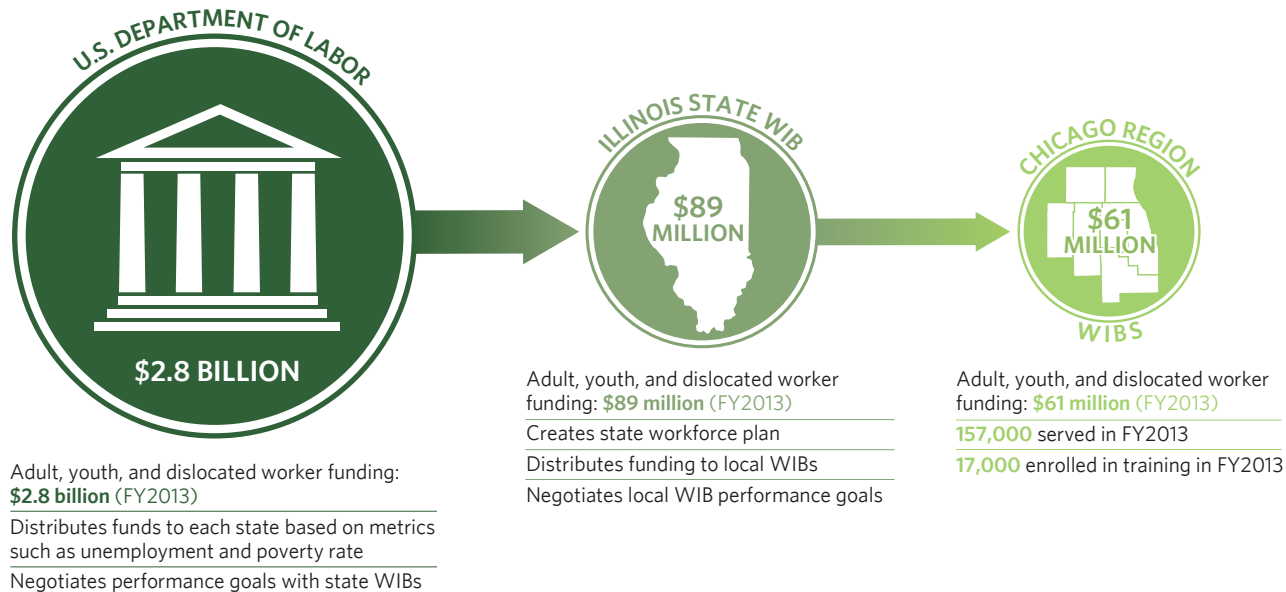 U.S. DEPARTMENT OF LABOR
$2.8 BILLION
Adult, youth, and dislocated worker funding:
$2.8 billion (FY2013)
Distributes funds to each state based on metrics
such as unemployment and poverty rate
Negotiates performance goals with state WIBs
ILLINOIS STATE WIB
$89
MILLION
Adult, youth, and dislocated worker
funding: $89 million (FY2013)
Creates state workforce plan
Distributes funding to local WIBs
Negotiates local WIB performance goals
CHICAGO REGION
$61
MILLION
WIBS
Adult, youth, and dislocated worker
funding: $61 million (FY2013)
157,000 served in FY2013
17,000 enrolled in training in FY2013